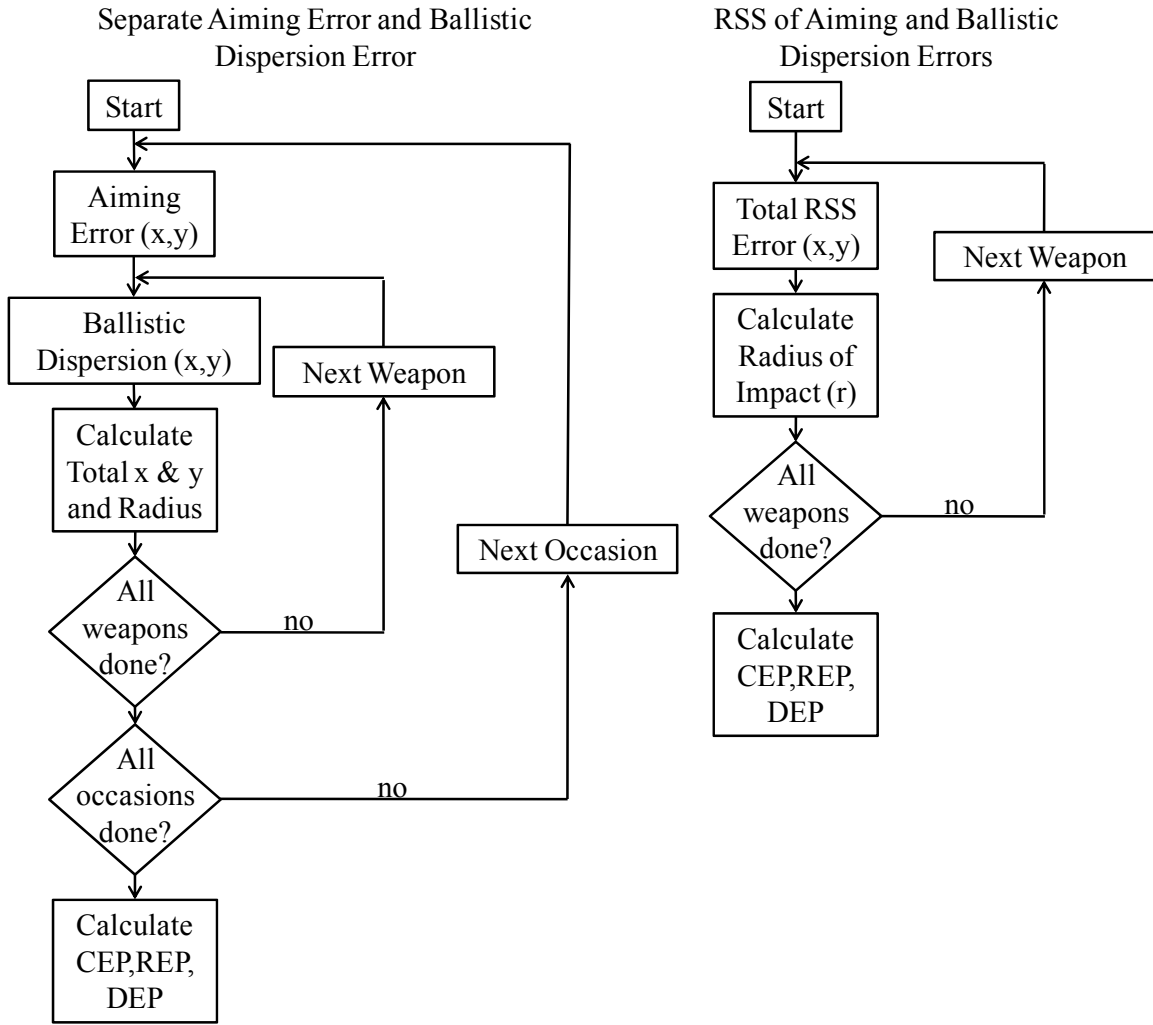 Separate Aiming Error and Ballistic
Dispersion Error
Start
Aiming
Error (x,y)
Ballistic
Dispersion (x,y)
Next Weapon
Calculate
Total x & y
and Radius
Next Occasion
All
weapons
done?
no
All
occasions
done?
no
Calculate
CEP,REP,
DEP
RSS of Aiming and Ballistic
Dispersion Errors
Start
Total RSS
Error (x,y)
Next Weapon
Calculate
Radius of
Impact (r)
All
weapons
done?
no
Calculate
CEP,REP,
DEP